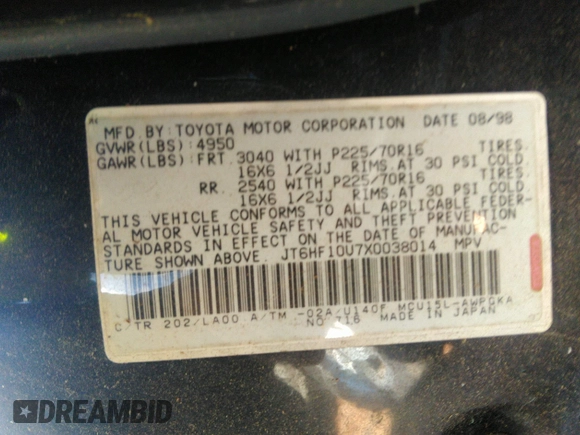 MFD. BY: TOYOTA MOTOR CORPORATION DATE 08/98
GVWR(LBS):4950
GAWR(LBS):FRT. 3040 WITH P225/70R16 TIRES.
16X6 1/2JJ RIMS.AT 30 PSI COLD.
RR. 2540 WITH P225/70R16 TIRES.
16X6 1/2JJ RIMS.AT 30 PSI COLD.
THIS VEHICLE CONFORMS TO ALL APPLICABLE FEDER-
AL MOTOR VEHICLE SAFETY AND THEFT PREVENTION
STANDARDS IN EFFECT ON THE DATE OF MANUFAC-
TURE SHOWN ABOVE. JT6HF10U7X0038014 MPV
C/TR 202/LA00 A/TM -02A/U140F MCU15L-AWPGKA
NO.716 MADE IN JAPAN
DREAMBID